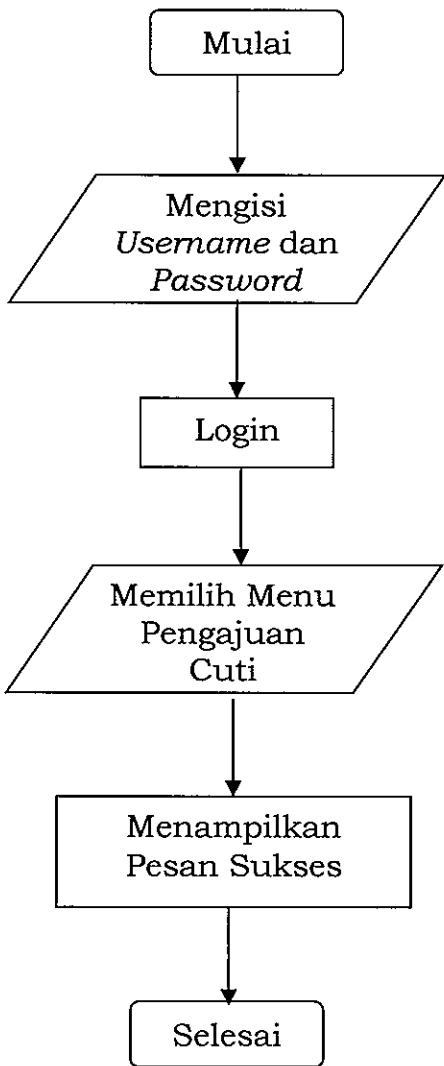 Mulai
Mengisi
Username dan
Password
Login
Memilih Menu
Pengajuan
Cuti
Menampilkan
Pesan Sukses
Selesai